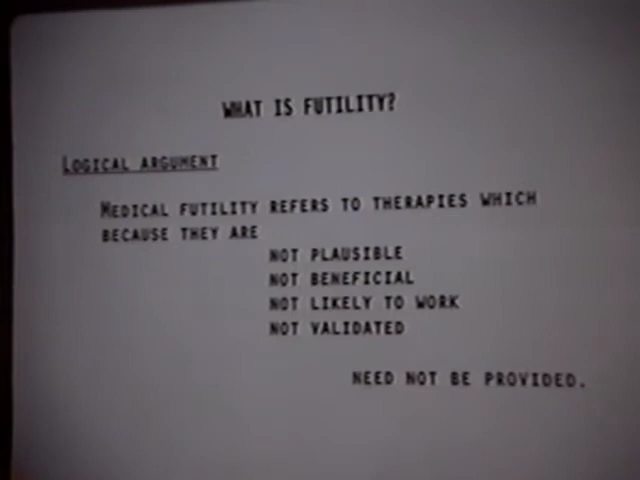 WHAT IS FUTILITY?
LOGICAL ARGUMENT
MEDICAL FUTILITY REFERS TO THERAPIES WHICH
BECAUSE THEY ARE
NOT PLAUSIBLE
NOT BENEFICIAL
NOT LIKELY TO WORK
NOT VALIDATED
NEED NOT BE PROVIDED.